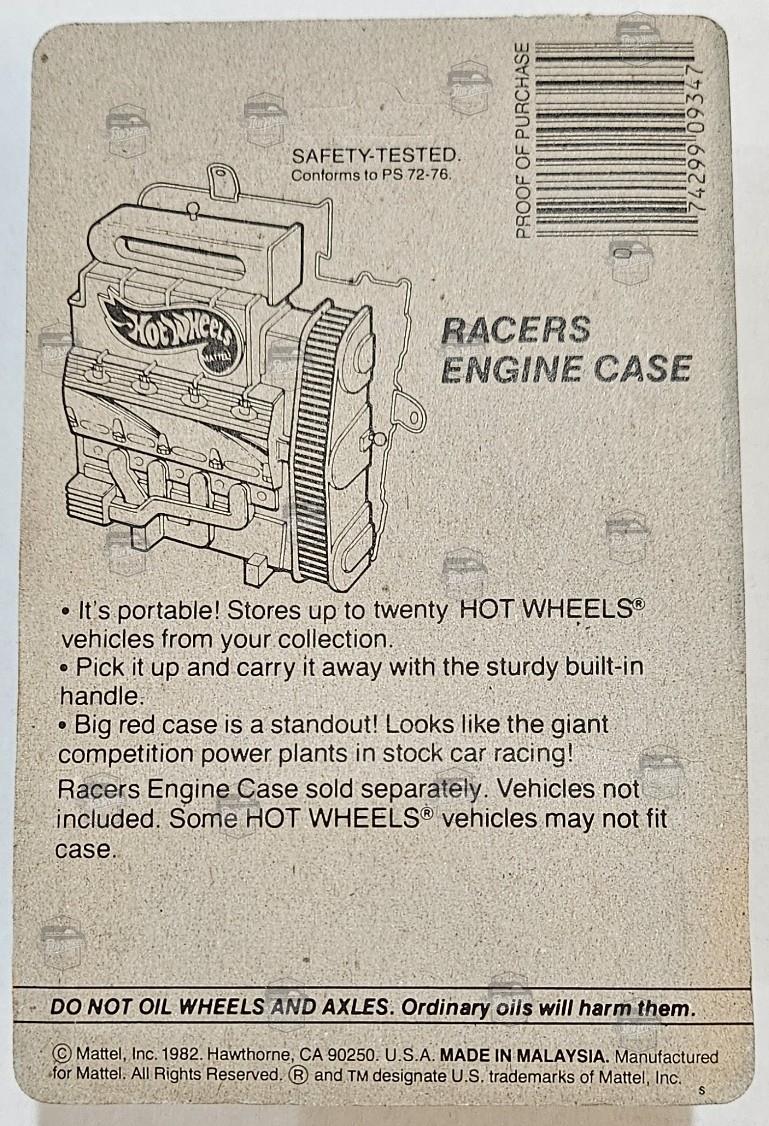 PROOF OF PURCHASE
74299 09347
SAFETY-TESTED.
Conforms to PS 72-76.
HOT WHEELS
MATTEL
RACERS
ENGINE CASE
• It's portable! Stores up to twenty HOT WHEELS®
vehicles from your collection.
• Pick it up and carry it away with the sturdy built-in
handle.
• Big red case is a standout! Looks like the giant
competition power plants in stock car racing!
Racers Engine Case sold separately. Vehicles not
included. Some HOT WHEELS® vehicles may not fit
case.
DO NOT OIL WHEELS AND AXLES. Ordinary oils will harm them.
© Mattel, Inc. 1982. Hawthorne, CA 90250. U.S.A. MADE IN MALAYSIA. Manufactured
for Mattel. All Rights Reserved. ® and TM designate U.S. trademarks of Mattel, Inc.
s